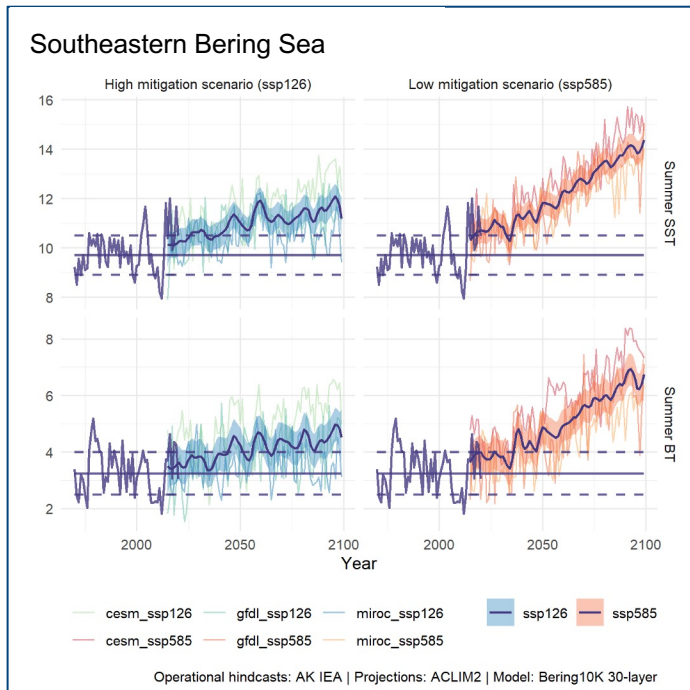 Southeastern Bering Sea
High mitigation scenario (ssp126) Low mitigation scenario (ssp585)
16
14
12
10
8
Summer SST
8
6
4
2
Summer BT
2000 2050 2100 2000 2050 2100
Year
cesm_ssp126 gfdl_ssp126 miroc_ssp126 ssp126 ssp585
cesm_ssp585 gfdl_ssp585 miroc_ssp585
Operational hindcasts: AK IEA | Projections: ACLIM2 | Model: Bering10K 30-layer